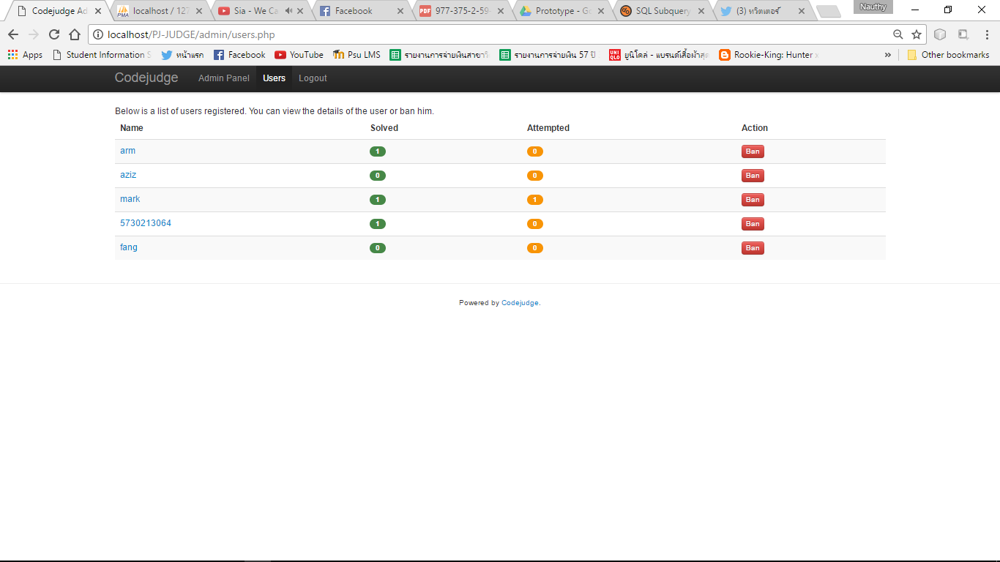 Codejudge Ad localhost / 127 Sia - We Ca Facebook PDF 977-375-2-59- Prototype - Go SQL Subquery (3) ทวิตเตอร์ Nauthy
localhost/PJ-JUDGE/admin/users.php
Apps Student Information S หน้าแรก Facebook YouTube Psu LMS รายงานการจ่ายเงินสาขาวิ รายงานการจ่ายเงิน 57 ปี UNI QLO ยูนิโคล่ - แบรนด์เสื้อผ้าสุด Rookie-King: Hunter x » Other bookmarks
Codejudge Admin Panel Users Logout
Below is a list of users registered. You can view the details of the user or ban him.
Name Solved Attempted Action
arm 1 0 Ban
aziz 0 0 Ban
mark 1 1 Ban
5730213064 1 0 Ban
fang 0 0 Ban
Powered by Codejudge.